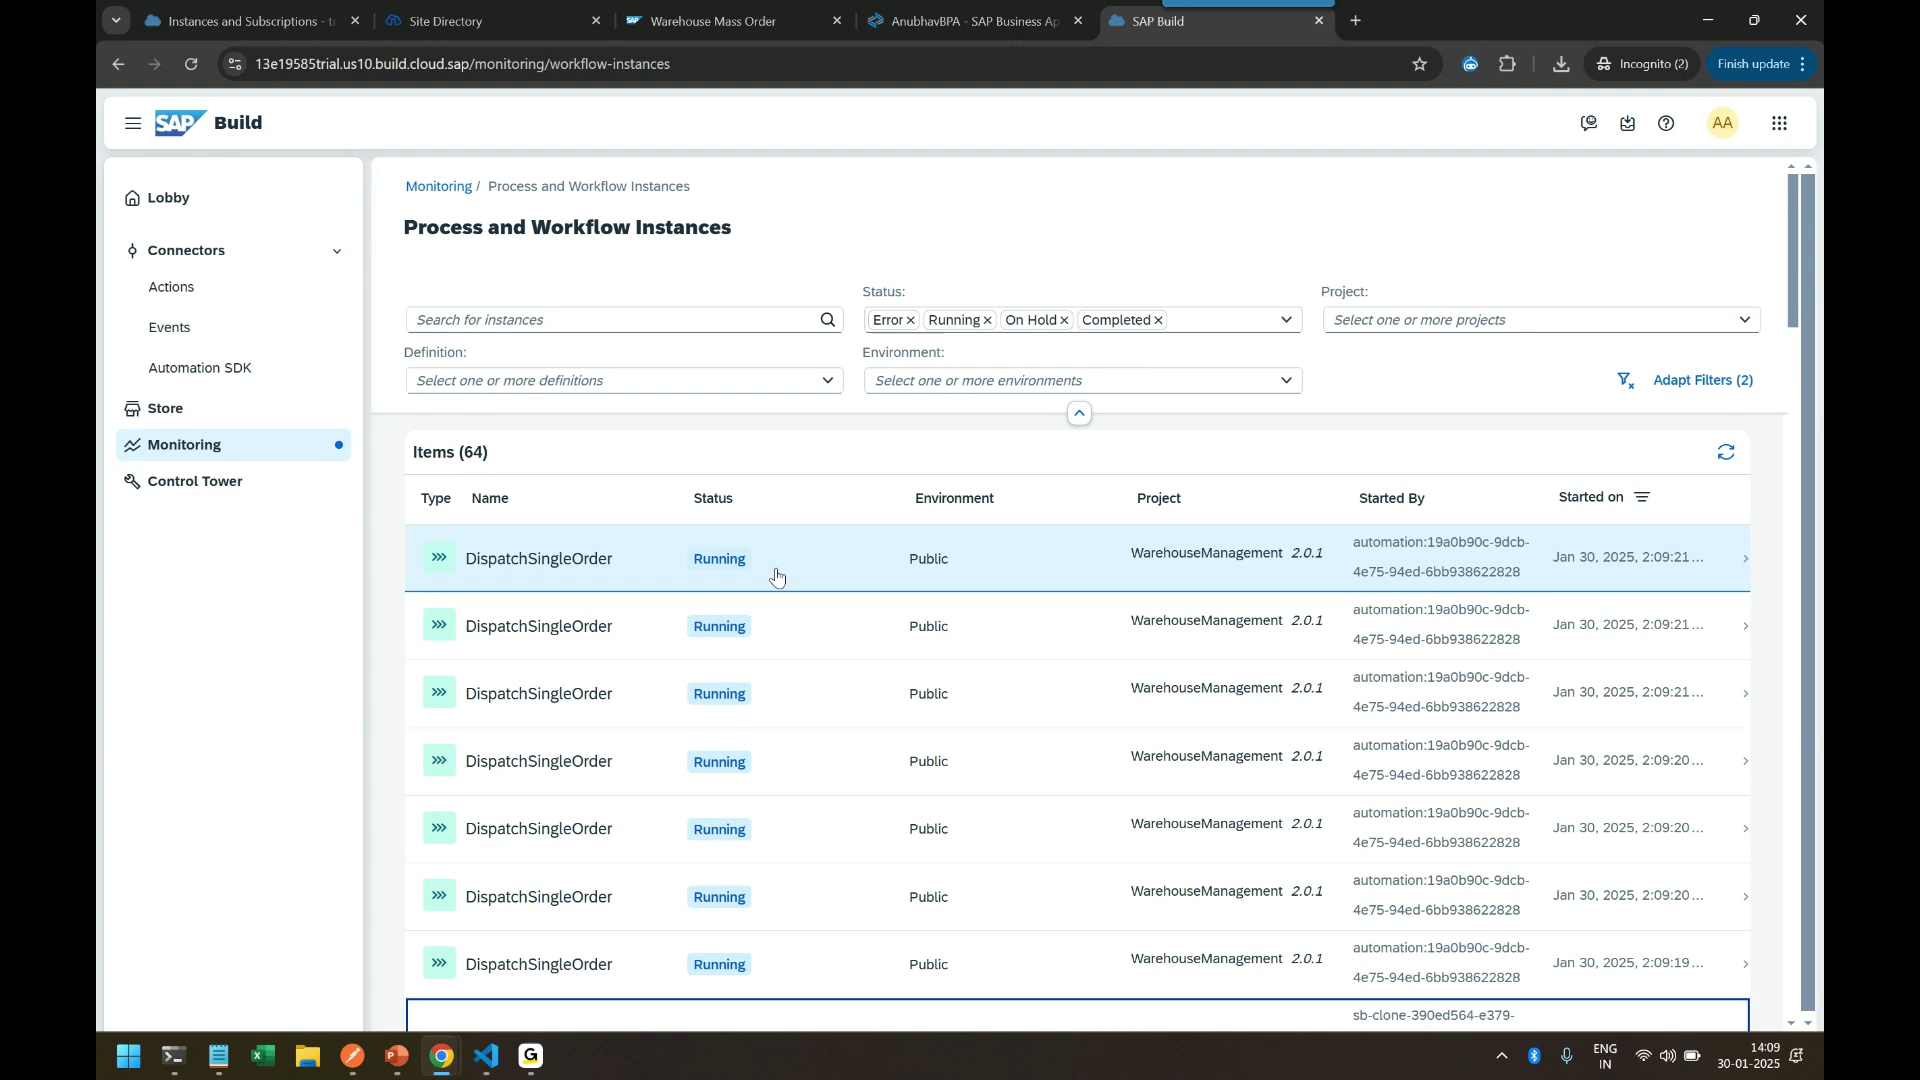 Instances and Subscriptions - tr
Site Directory
Warehouse Mass Order
AnubhavBPA - SAP Business Ap
SAP Build
13e19585trial.us10.build.cloud.sap/monitoring/workflow-instances
Incognito (2)
Finish update
SAP Build
AA
Lobby
Connectors
Actions
Events
Automation SDK
Store
Monitoring
Control Tower
Monitoring / Process and Workflow Instances
Process and Workflow Instances
Status:
Project:
Search for instances
Error
Running
On Hold
Completed
Select one or more projects
Definition:
Environment:
Select one or more definitions
Select one or more environments
Adapt Filters (2)
Items (64)
Type Name Status Environment Project Started By Started on
DispatchSingleOrder Running Public WarehouseManagement 2.0.1 automation:19a0b90c-9dcb-
4e75-94ed-6bb938622828 Jan 30, 2025, 2:09:21...
DispatchSingleOrder Running Public WarehouseManagement 2.0.1 automation:19a0b90c-9dcb-
4e75-94ed-6bb938622828 Jan 30, 2025, 2:09:21...
DispatchSingleOrder Running Public WarehouseManagement 2.0.1 automation:19a0b90c-9dcb-
4e75-94ed-6bb938622828 Jan 30, 2025, 2:09:21...
DispatchSingleOrder Running Public WarehouseManagement 2.0.1 automation:19a0b90c-9dcb-
4e75-94ed-6bb938622828 Jan 30, 2025, 2:09:20...
DispatchSingleOrder Running Public WarehouseManagement 2.0.1 automation:19a0b90c-9dcb-
4e75-94ed-6bb938622828 Jan 30, 2025, 2:09:20...
DispatchSingleOrder Running Public WarehouseManagement 2.0.1 automation:19a0b90c-9dcb-
4e75-94ed-6bb938622828 Jan 30, 2025, 2:09:20...
DispatchSingleOrder Running Public WarehouseManagement 2.0.1 automation:19a0b90c-9dcb-
4e75-94ed-6bb938622828 Jan 30, 2025, 2:09:19...
sb-clone-390ed564-e379-
ENG
IN
14:09
30-01-2025